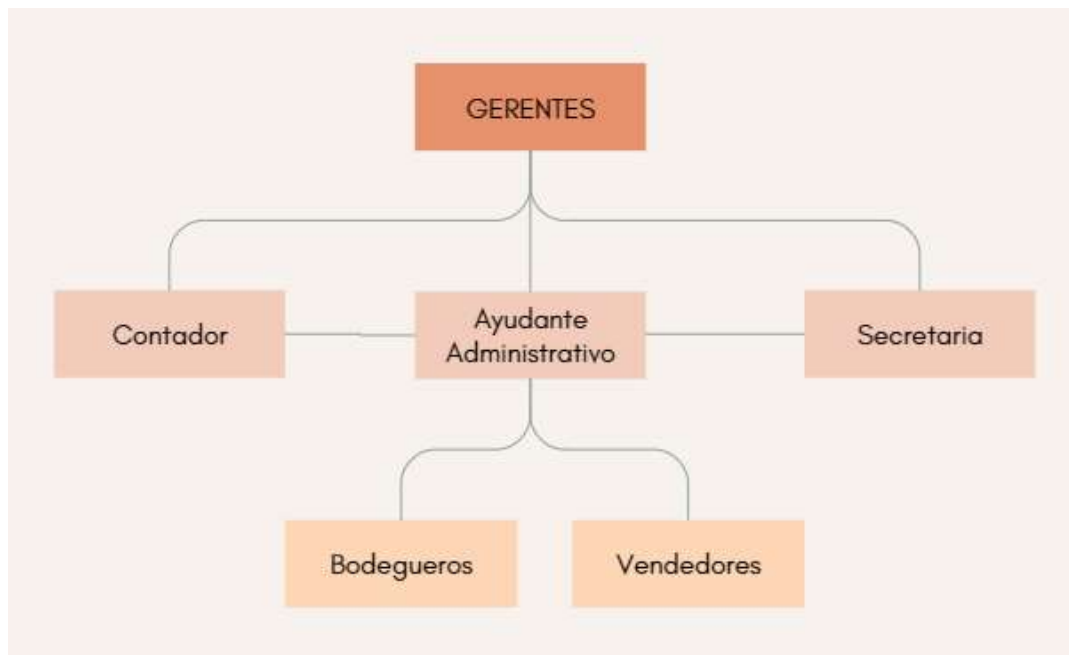 GERENTES
Contador
Ayudante
Administrativo
Secretaria
Bodegueros
Vendedores